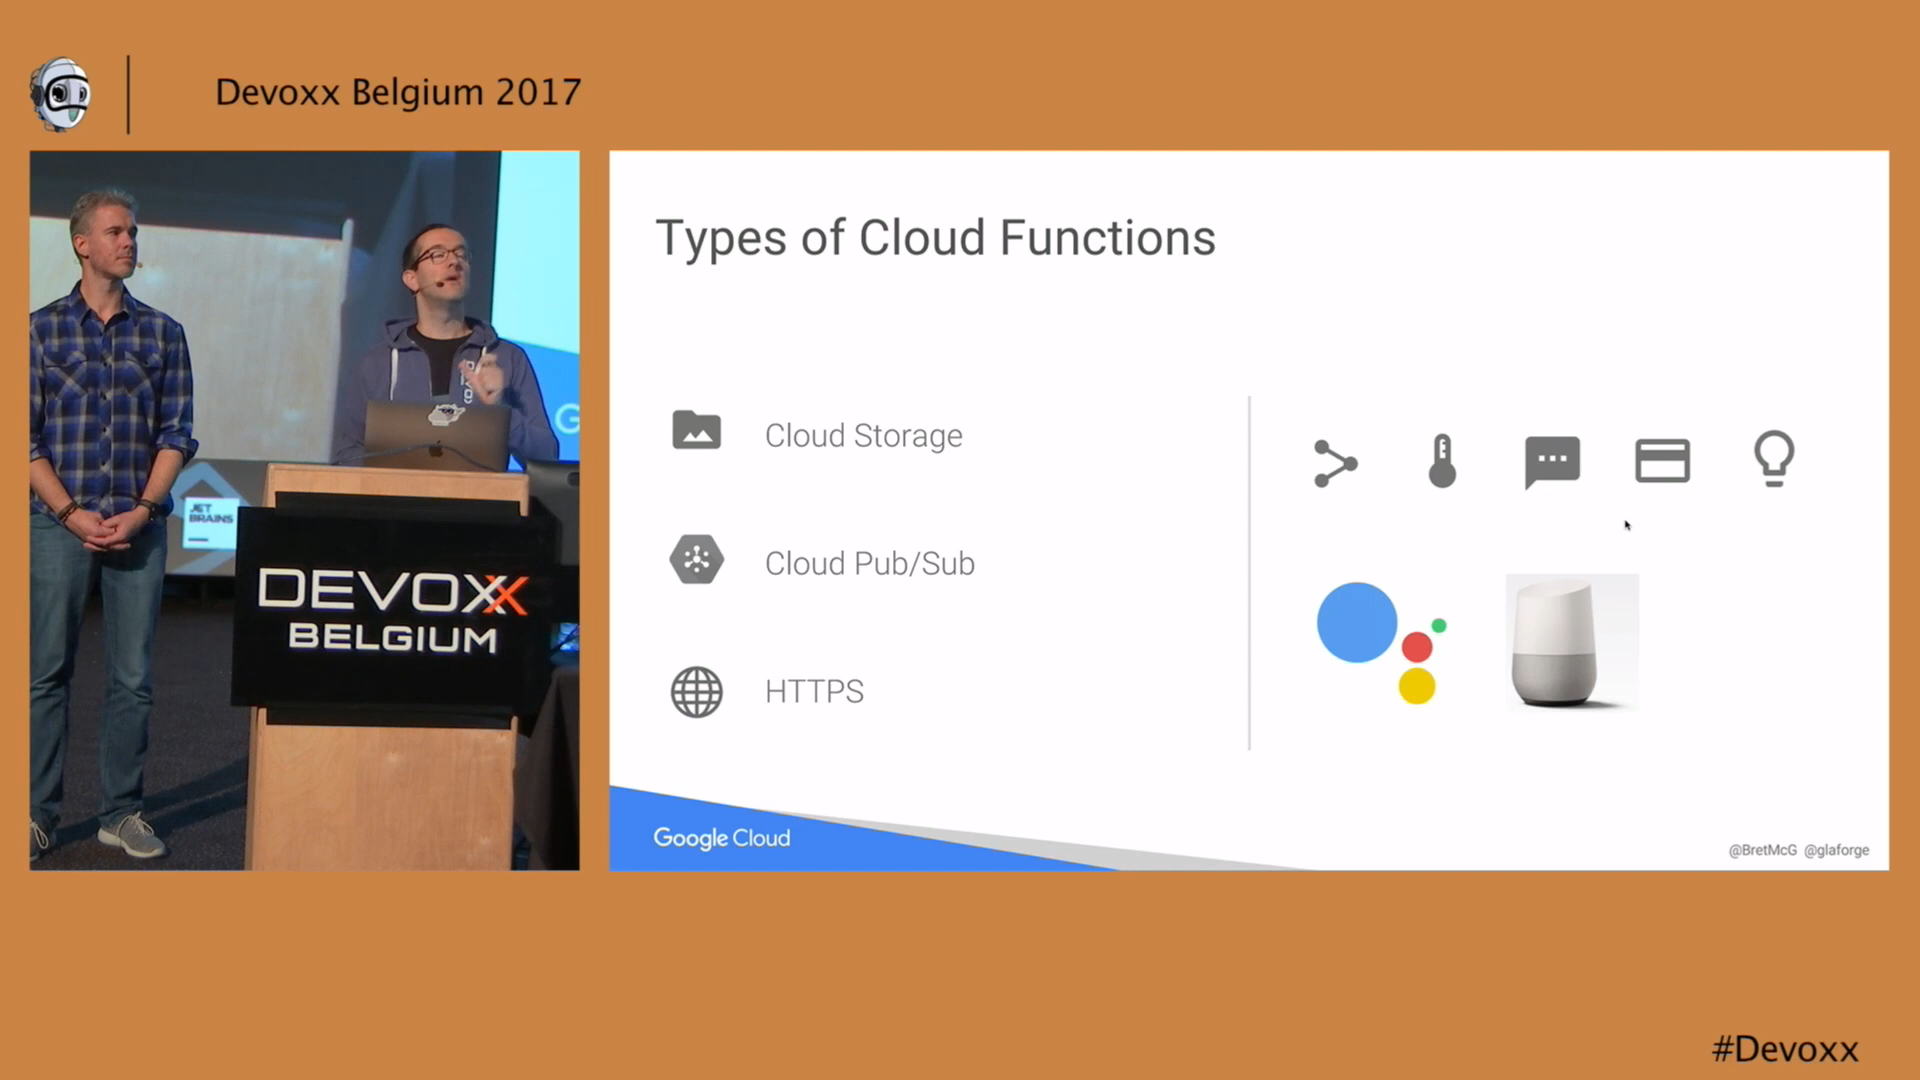 Devoxx Belgium 2017
JET
BRAINS
DEVOXX
BELGIUM
Types of Cloud Functions
Cloud Storage
Cloud Pub/Sub
HTTPS
Google Cloud
@BretMcG @glaforge
#Devoxx